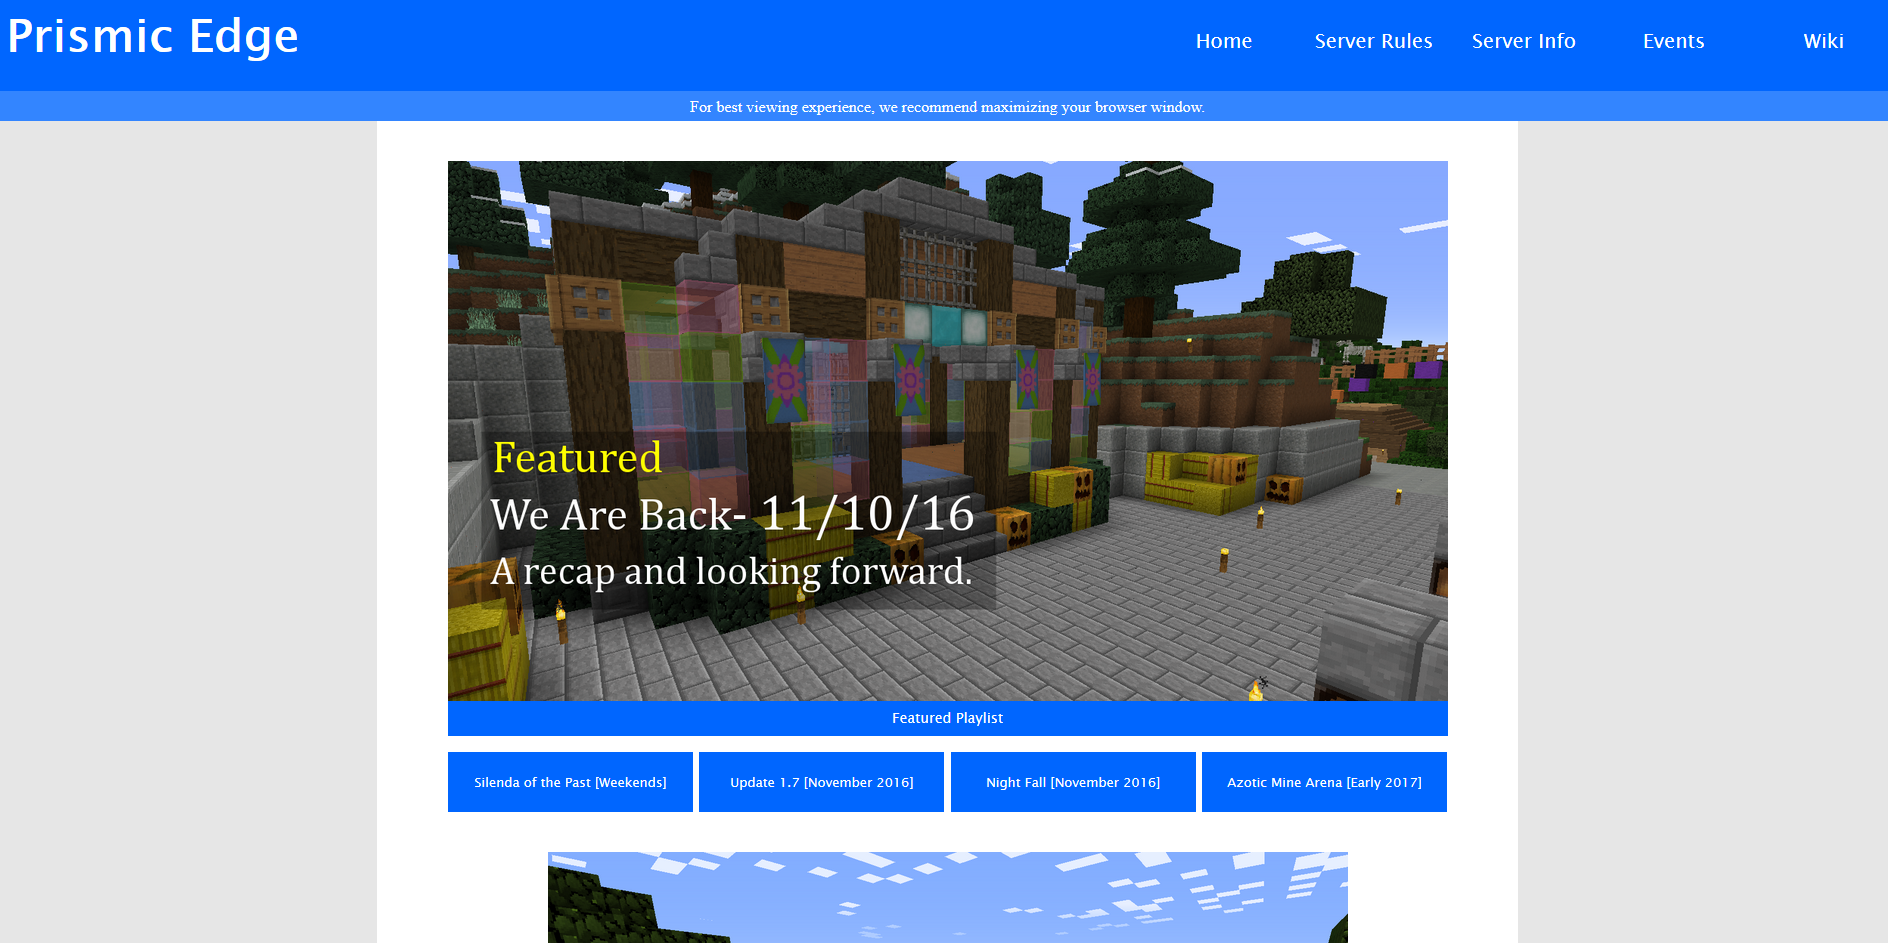 Prismic Edge
Home Server Rules Server Info Events Wiki
For best viewing experience, we recommend maximizing your browser window.
Featured
We Are Back- 11/10/16
A recap and looking forward.
Featured Playlist
Silenda of the Past [Weekends] Update 1.7 [November 2016] Night Fall [November 2016] Azotic Mine Arena [Early 2017]